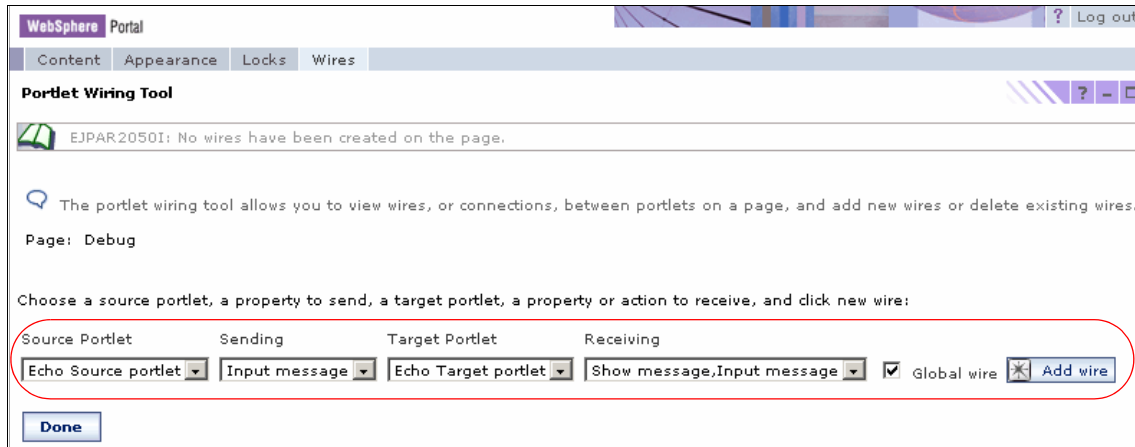 WebSphere Portal
? Log out
Content Appearance Locks Wires
Portlet Wiring Tool
?
EJPAR2050I: No wires have been created on the page.
The portlet wiring tool allows you to view wires, or connections, between portlets on a page, and add new wires or delete existing wires.
Page: Debug
Choose a source portlet, a property to send, a target portlet, a property or action to receive, and click new wire:
Source Portlet Sending Target Portlet Receiving
Echo Source portlet Input message Echo Target portlet Show message,Input message Global wire Add wire
Done